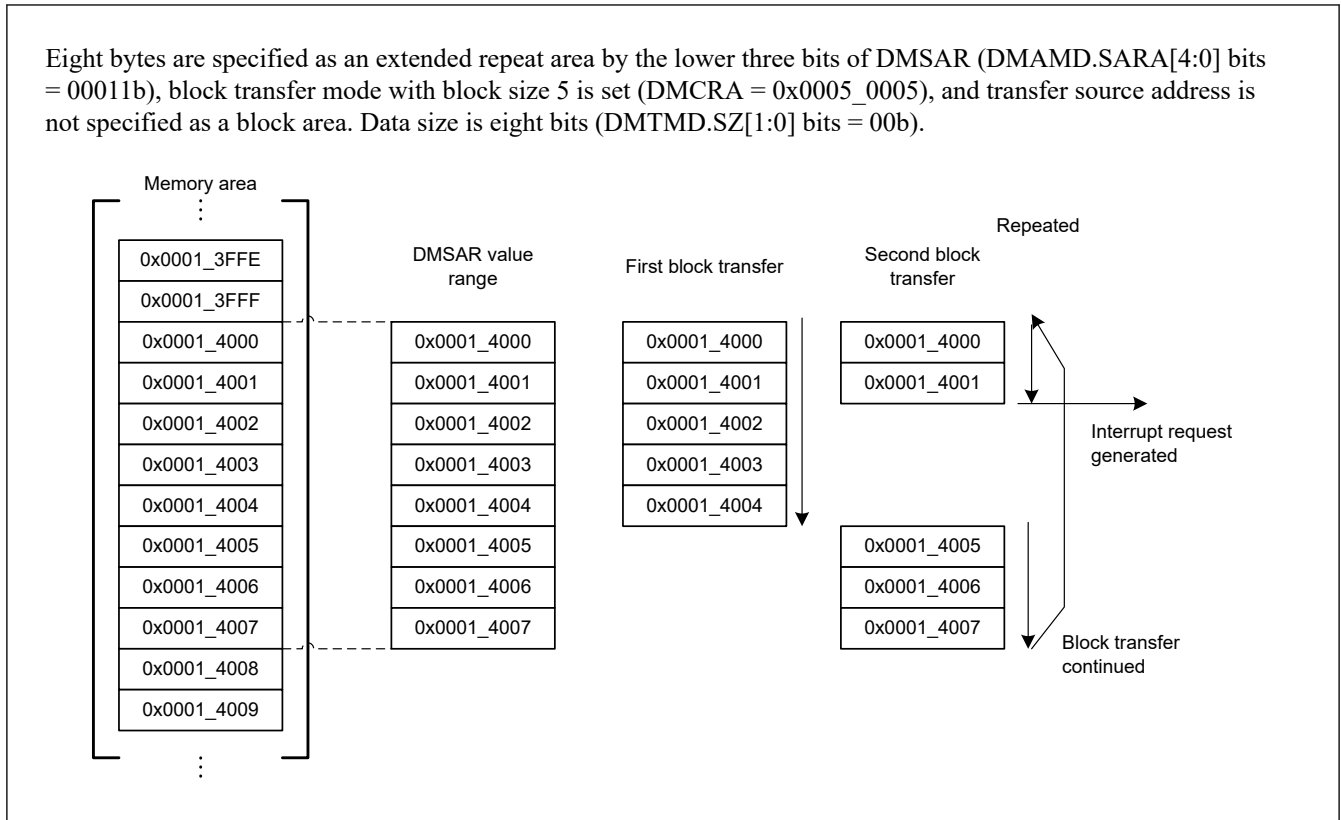 Eight bytes are specified as an extended repeat area by the lower three bits of DMSAR (DMAMD.SARA[4:0] bits
= 00011b), block transfer mode with block size 5 is set (DMCRA = 0x0005_0005), and transfer source address is
not specified as a block area. Data size is eight bits (DMTMD.SZ[1:0] bits = 00b).
Memory area
0x0001_3FFE
0x0001_3FFF
0x0001_4000
0x0001_4001
0x0001_4002
0x0001_4003
0x0001_4004
0x0001_4005
0x0001_4006
0x0001_4007
0x0001_4008
0x0001_4009
DMSAR value
range
0x0001_4000
0x0001_4001
0x0001_4002
0x0001_4003
0x0001_4004
0x0001_4005
0x0001_4006
0x0001_4007
First block transfer
0x0001_4000
0x0001_4001
0x0001_4002
0x0001_4003
0x0001_4004
Second block
transfer
0x0001_4000
0x0001_4001
0x0001_4005
0x0001_4006
0x0001_4007
Repeated
Interrupt request
generated
Block transfer
continued